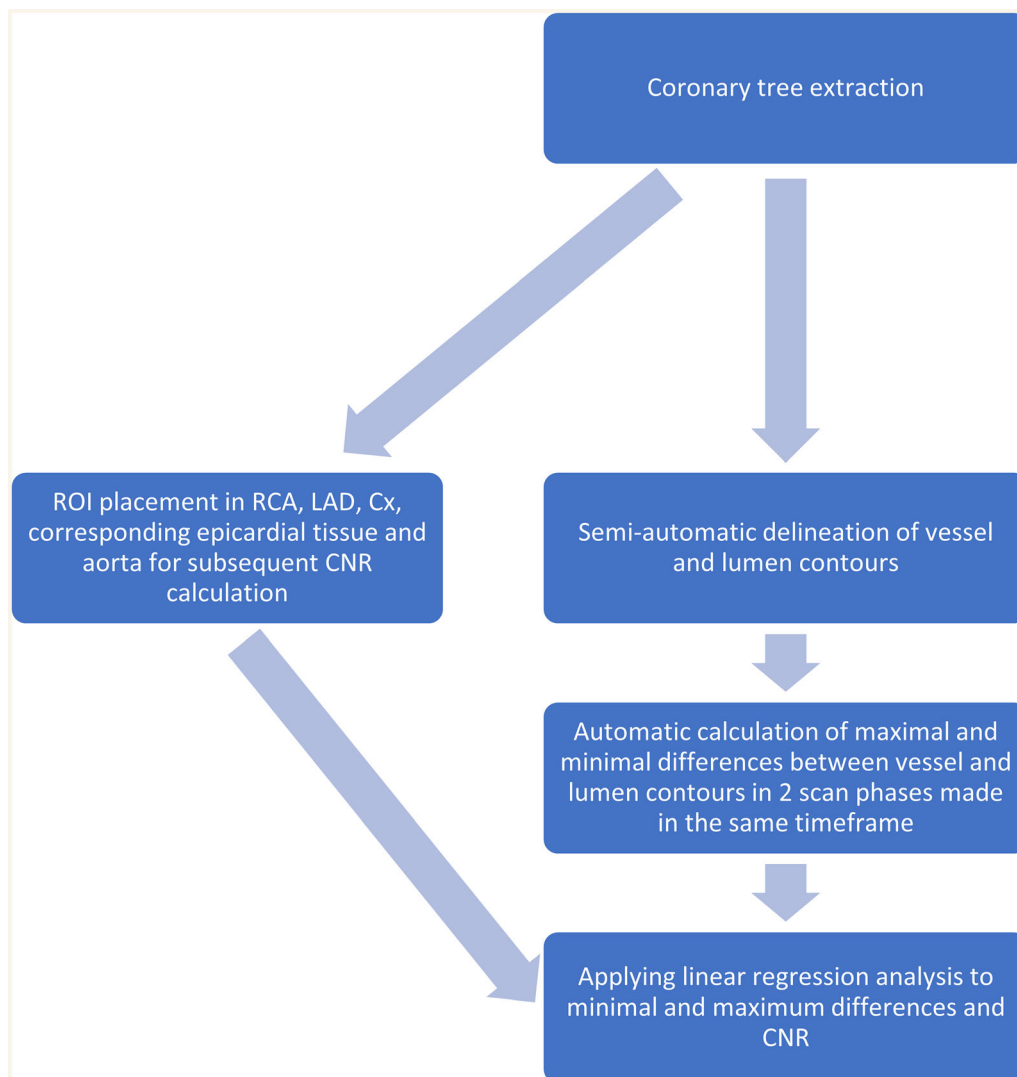 Coronary tree extraction
ROI placement in RCA, LAD, Cx,
corresponding epicardial tissue and
aorta for subsequent CNR
calculation
Semi-automatic delineation of vessel
and lumen contours
Automatic calculation of maximal and
minimal differences between vessel and
lumen contours in 2 scan phases made
in the same timeframe
Applying linear regression analysis to
minimal and maximum differences and
CNR